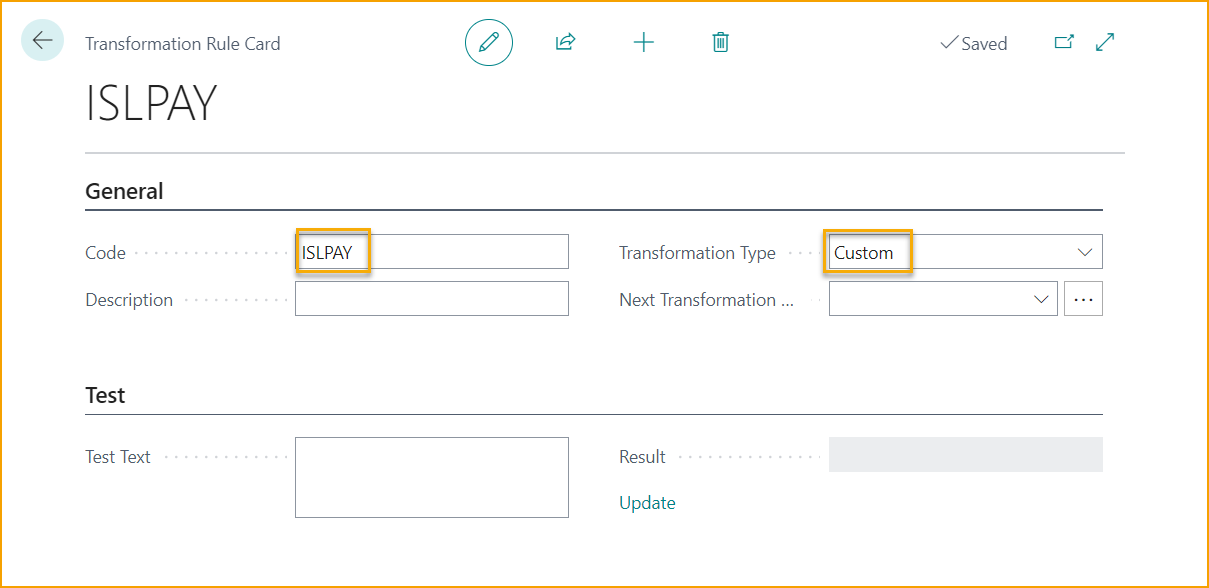 Transformation Rule Card
Saved
ISLPAY
General
Code
ISLPAY
Transformation Type
Custom
Description
Next Transformation ...
Test
Test Text
Result
Update